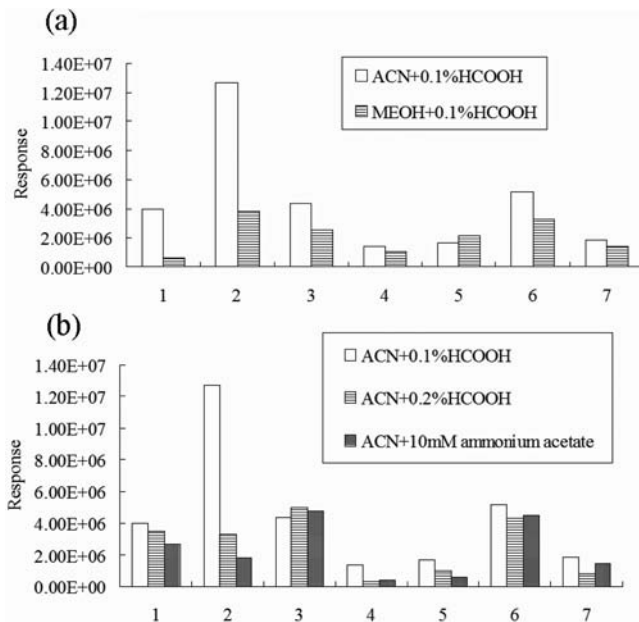 (a)
1.40E+07
1.20E+07
1.00E+07
8.00E+06
6.00E+06
4.00E+06
2.00E+06
0.00E+00
Response
ACN+0.1%HCOOH
MEOH+0.1%HCOOH
1 2 3 4 5 6 7
(b)
1.40E+07
1.20E+07
1.00E+07
8.00E+06
6.00E+06
4.00E+06
2.00E+06
0.00E+00
Response
ACN+0.1%HCOOH
ACN+0.2%HCOOH
ACN+10mM ammonium acetate
1 2 3 4 5 6 7